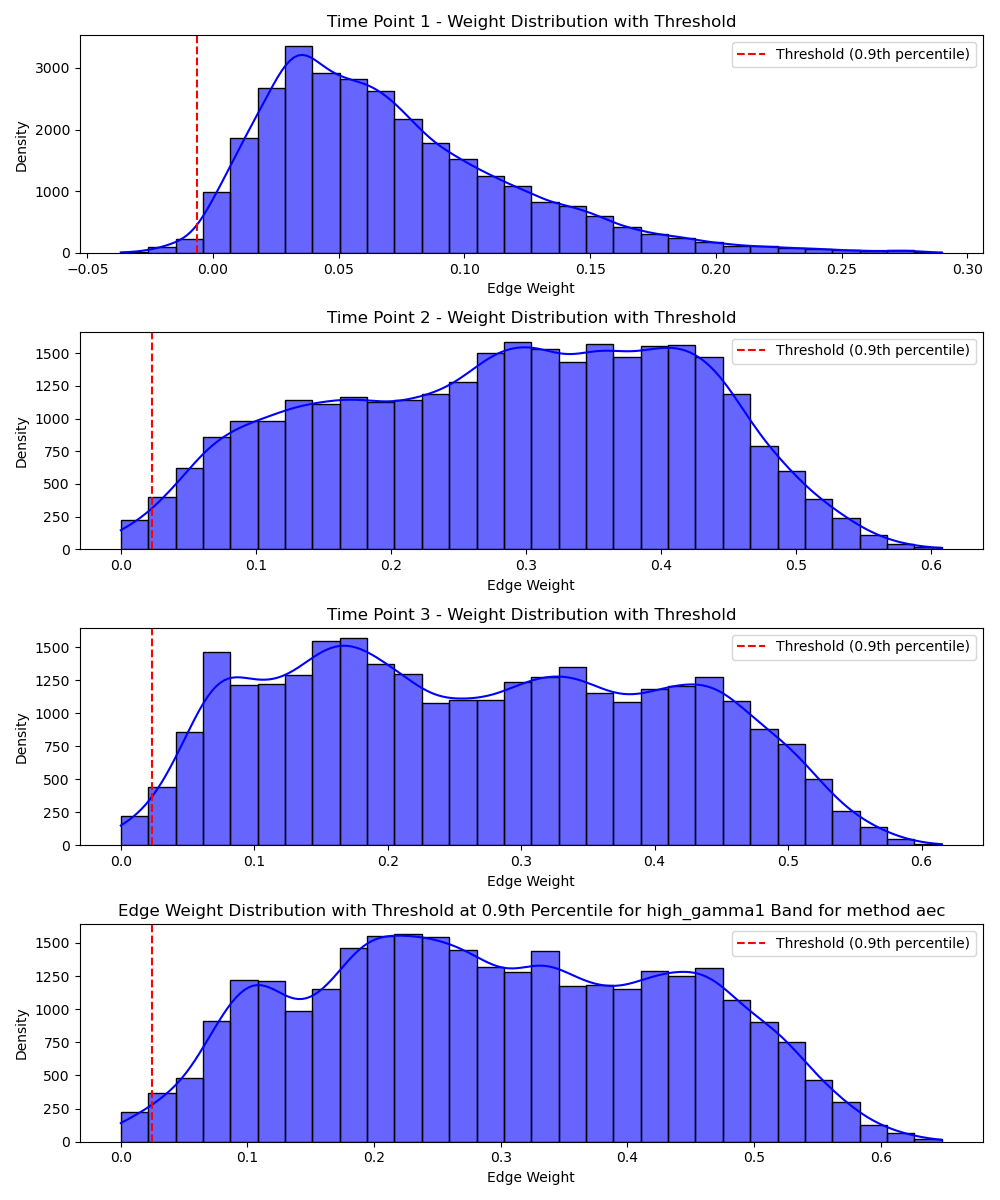 Time Point 1 - Weight Distribution with Threshold
Threshold (0.9th percentile)
Density
3000
2000
1000
0
−0.05 0.00 0.05 0.10 0.15 0.20 0.25 0.30
Edge Weight
Time Point 2 - Weight Distribution with Threshold
Threshold (0.9th percentile)
Density
1500
1250
1000
750
500
250
0
0.0 0.1 0.2 0.3 0.4 0.5 0.6
Edge Weight
Time Point 3 - Weight Distribution with Threshold
Threshold (0.9th percentile)
Density
1500
1250
1000
750
500
250
0
0.0 0.1 0.2 0.3 0.4 0.5 0.6
Edge Weight
Edge Weight Distribution with Threshold at 0.9th Percentile for high_gamma1 Band for method aec
Threshold (0.9th percentile)
Density
1500
1250
1000
750
500
250
0
0.0 0.1 0.2 0.3 0.4 0.5 0.6
Edge Weight